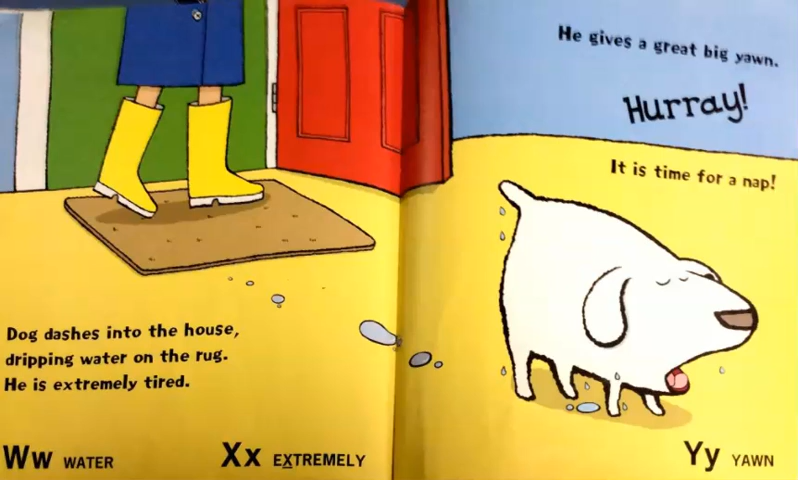 Dog dashes into the house,
dripping water on the rug.
He is extremely tired.
Ww WATER
Xx EXTREMELY
He gives a great big yawn.
Hurray!
It is time for a nap!
Yy YAWN